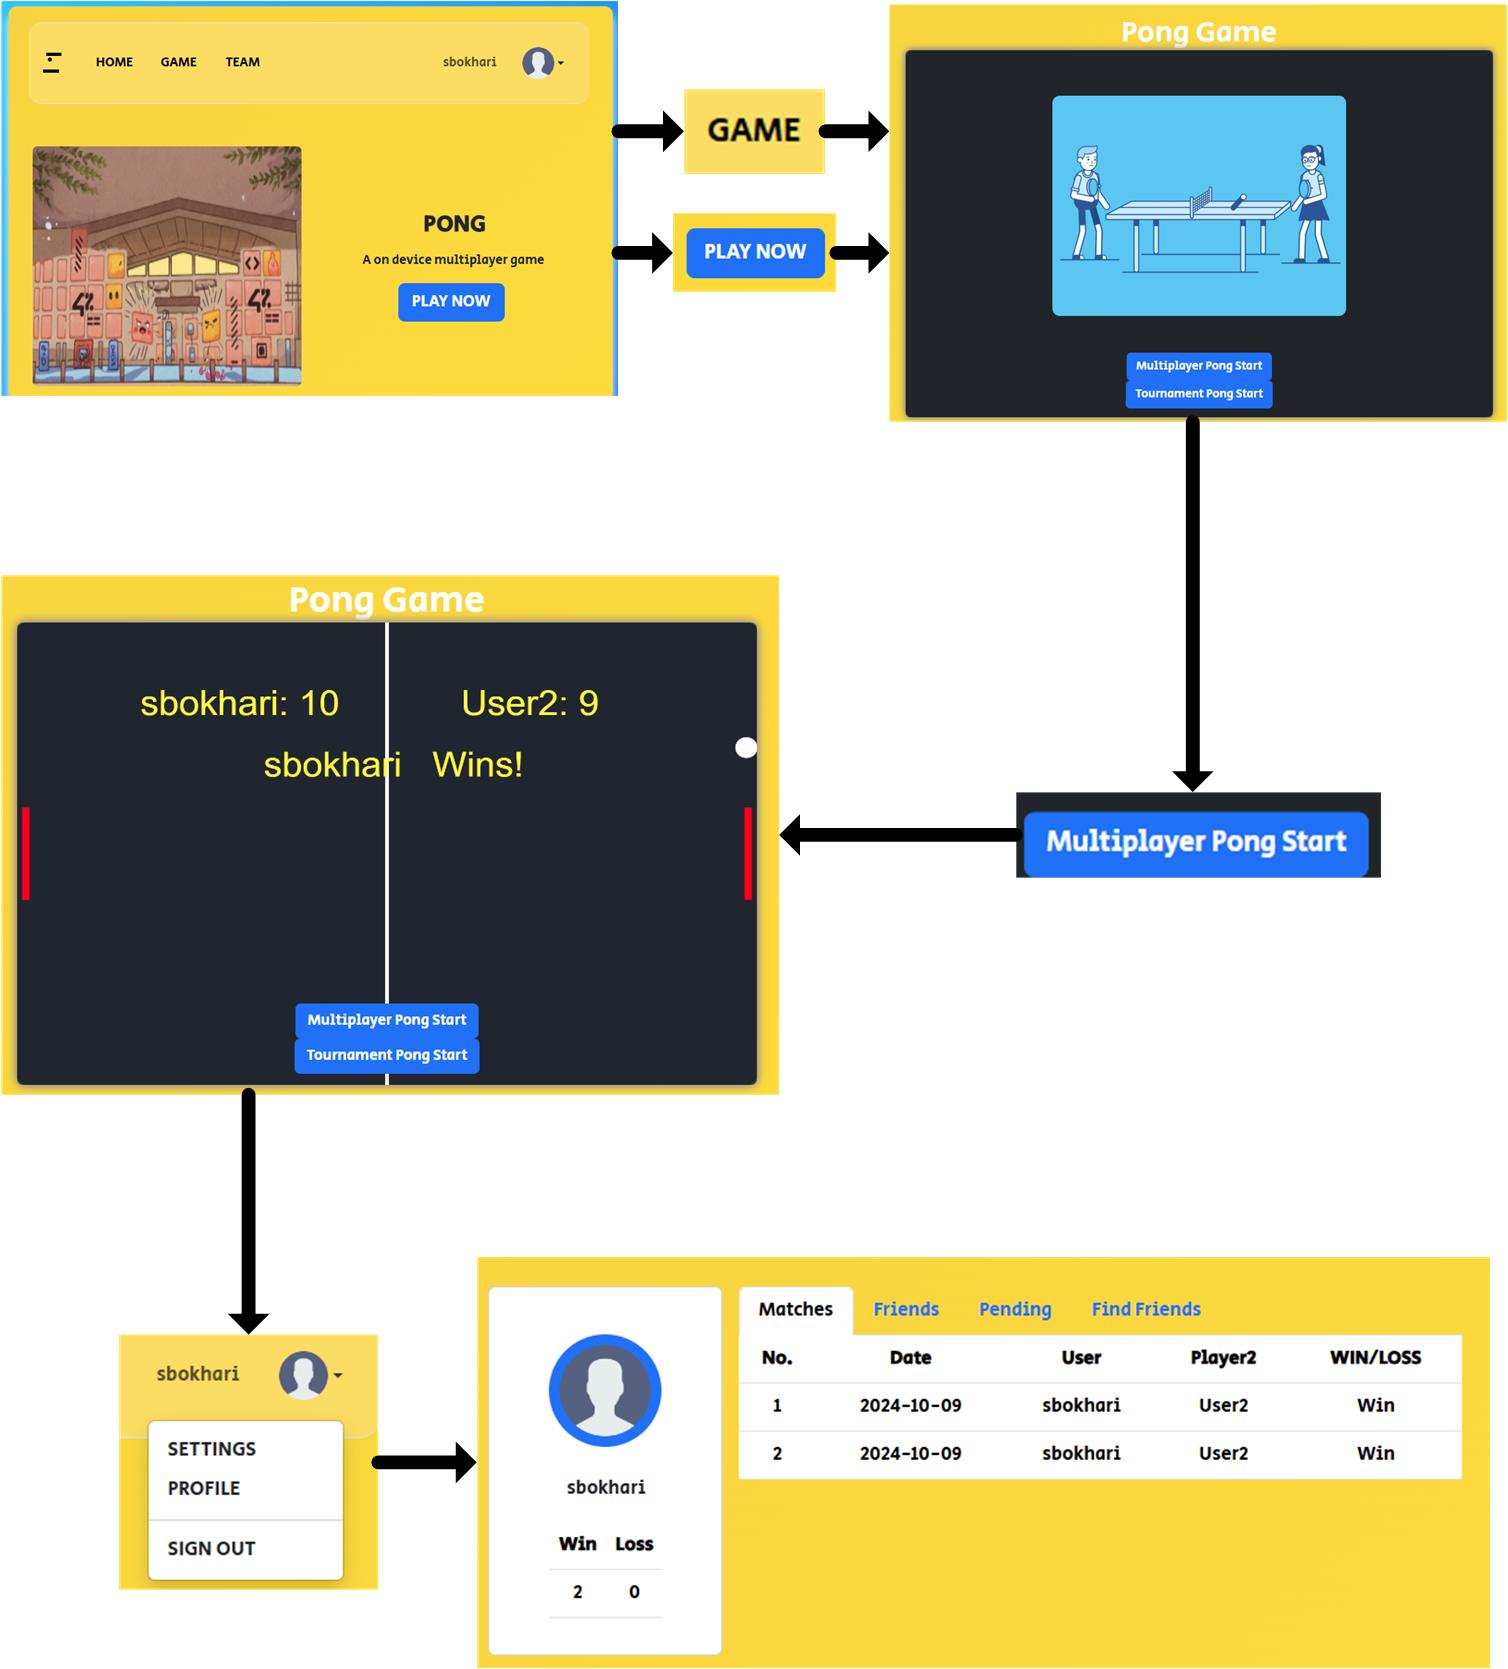 HOME GAME TEAM sbokhari
PONG
A on device multiplayer game
PLAY NOW
GAME
PLAY NOW
Pong Game
Multiplayer Pong Start
Tournament Pong Start
Multiplayer Pong Start
Pong Game
sbokhari: 10 User2: 9
sbokhari Wins!
Multiplayer Pong Start
Tournament Pong Start
sbokhari
SETTINGS
PROFILE
SIGN OUT
sbokhari
Win Loss
2 0
Matches Friends Pending Find Friends
No. Date User Player2 WIN/LOSS
1 2024-10-09 sbokhari User2 Win
2 2024-10-09 sbokhari User2 Win